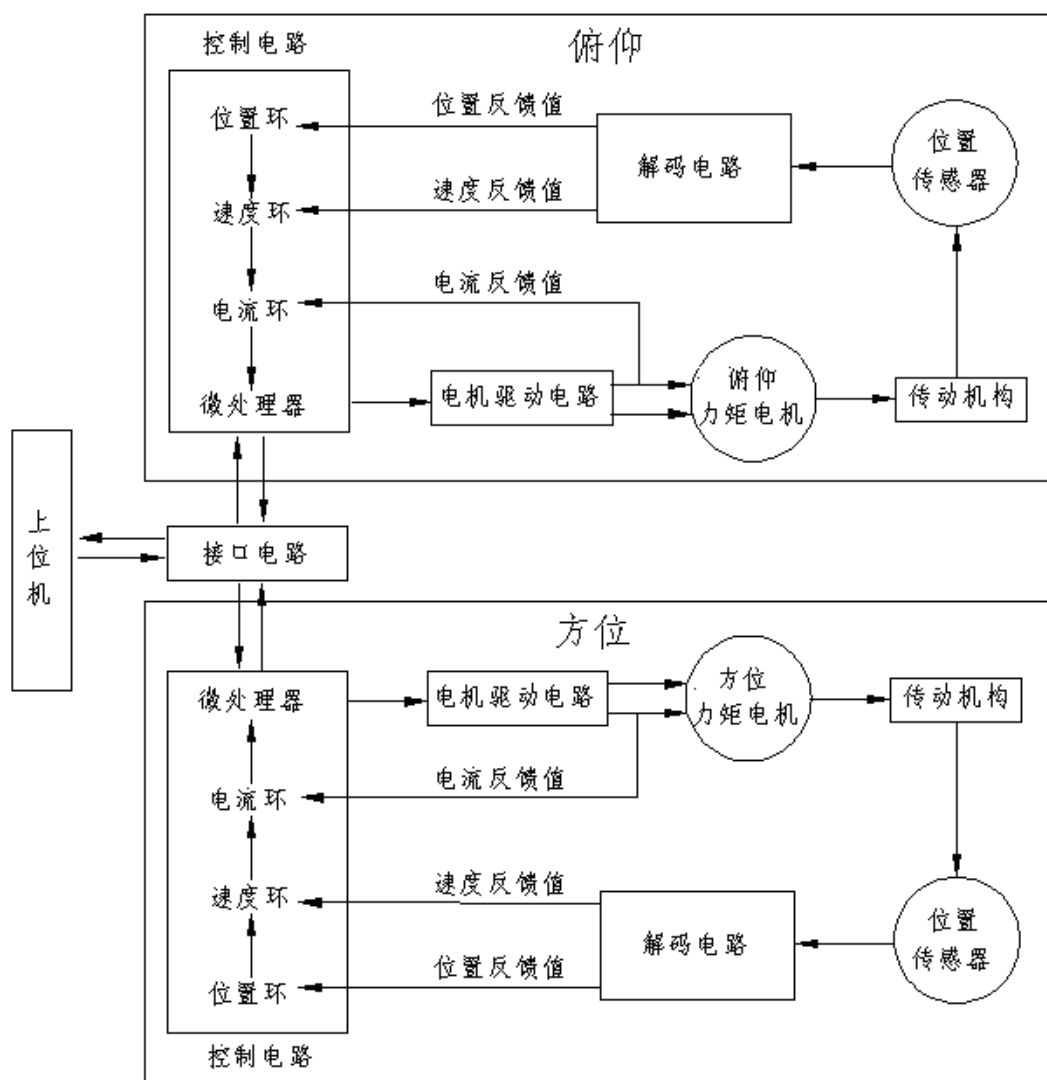 俯仰
控制电路
位置环
位置反馈值
解码电路
位置
传感器
速度环
速度反馈值
电流环
电流反馈值
微处理器
电机驱动电路
俯仰
力矩电机
传动机构
上
位
机
接口电路
方位
微处理器
电机驱动电路
方位
力矩电机
传动机构
电流环
电流反馈值
速度环
速度反馈值
解码电路
位置
传感器
位置环
位置反馈值
控制电路